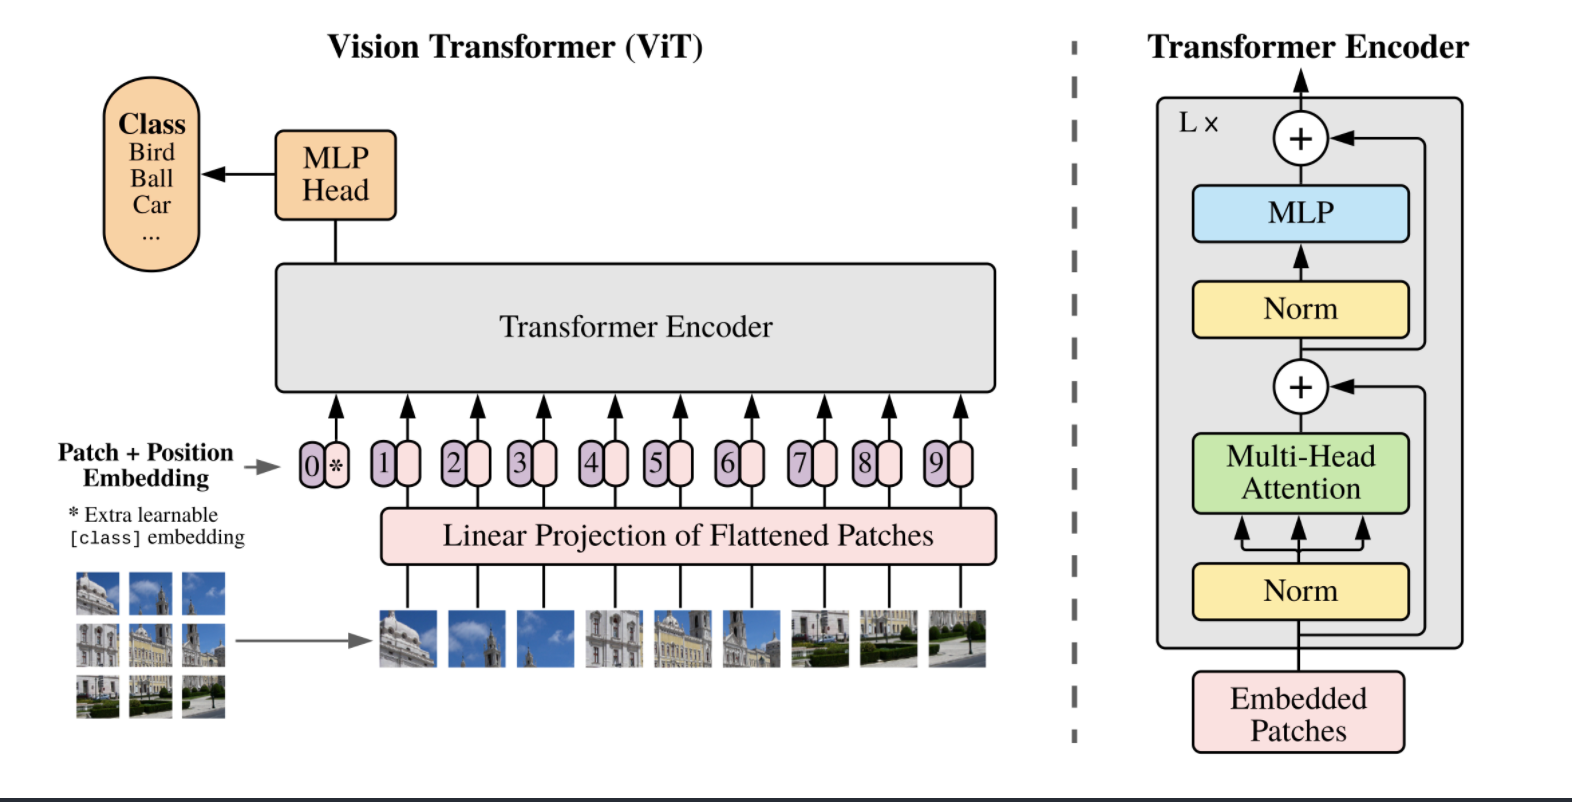 Vision Transformer (ViT)
Class
Bird
Ball
Car
...
MLP
Head
Transformer Encoder
Patch + Position
Embedding
* Extra learnable
[class] embedding
0 *
1
2
3
4
5
6
7
8
9
Linear Projection of Flattened Patches
Transformer Encoder
L ×
+
MLP
Norm
+
Multi-Head
Attention
Norm
Embedded
Patches